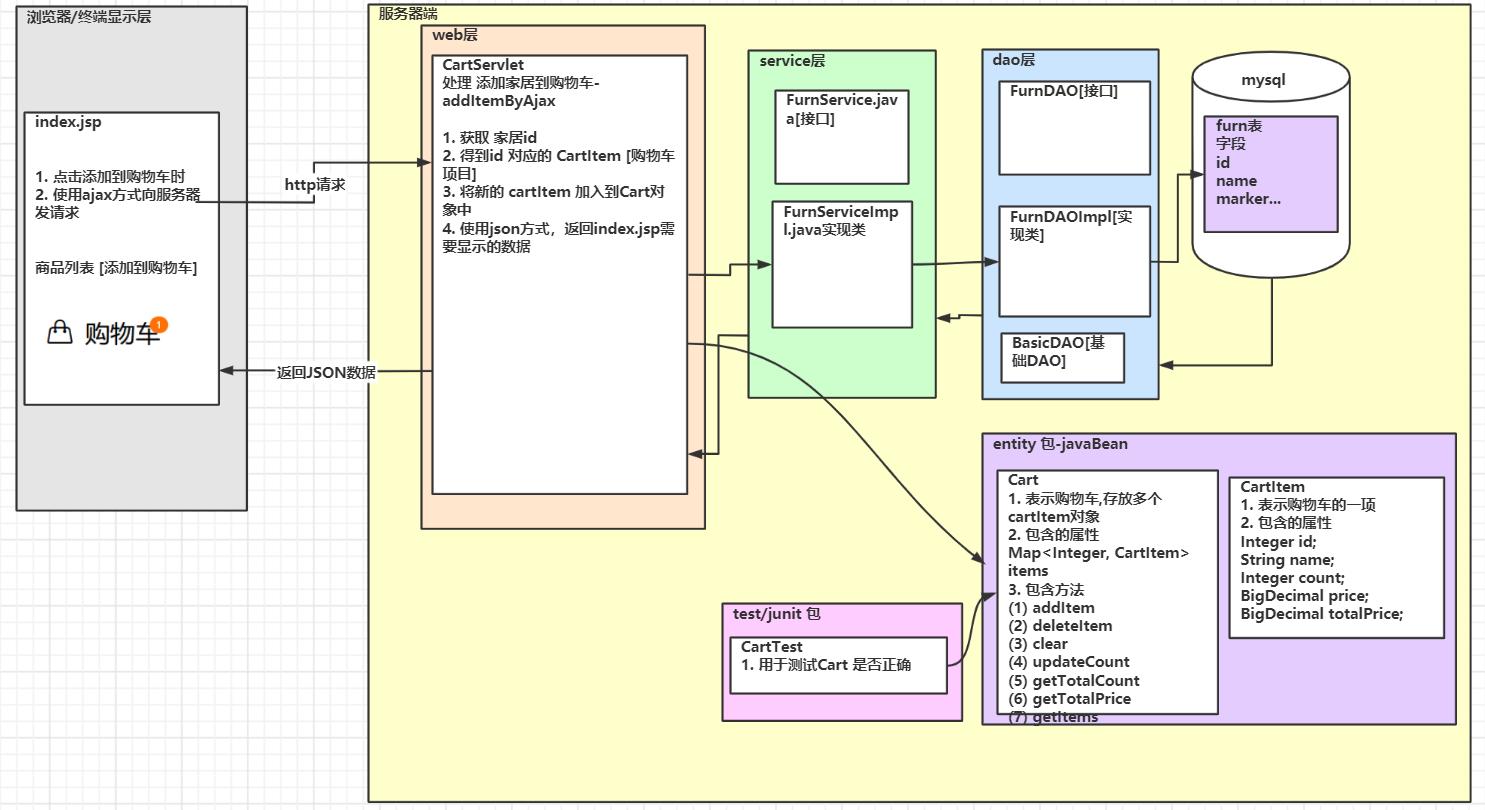 浏览器/终端显示层
index.jsp
1. 点击添加到购物车时
2. 使用ajax方式向服务器
发请求
商品列表 [添加到购物车]
购物车
1
http请求
返回JSON数据
服务器端
web层
CartServlet
处理 添加家居到购物车-
addItemByAjax
1. 获取 家居id
2. 得到id 对应的 CartItem [购物车
项目]
3. 将新的 cartItem 加入到Cart对
象中
4. 使用json方式，返回index.jsp需
要显示的数据
service层
FurnService.jav
a[接口]
FurnServiceImp
l.java实现类
dao层
FurnDAO[接口]
FurnDAOImpl[实
现类]
BasicDAO[基
础DAO]
mysql
furn表
字段
id
name
marker...
entity 包-javaBean
Cart
1. 表示购物车,存放多个
cartItem对象
2. 包含的属性
Map<Integer, CartItem>
items
3. 包含方法
(1) addItem
(2) deleteItem
(3) clear
(4) updateCount
(5) getTotalCount
(6) getTotalPrice
(7) getItems
CartItem
1. 表示购物车的一项
2. 包含的属性
Integer id;
String name;
Integer count;
BigDecimal price;
BigDecimal totalPrice;
test/junit 包
CartTest
1. 用于测试Cart 是否正确